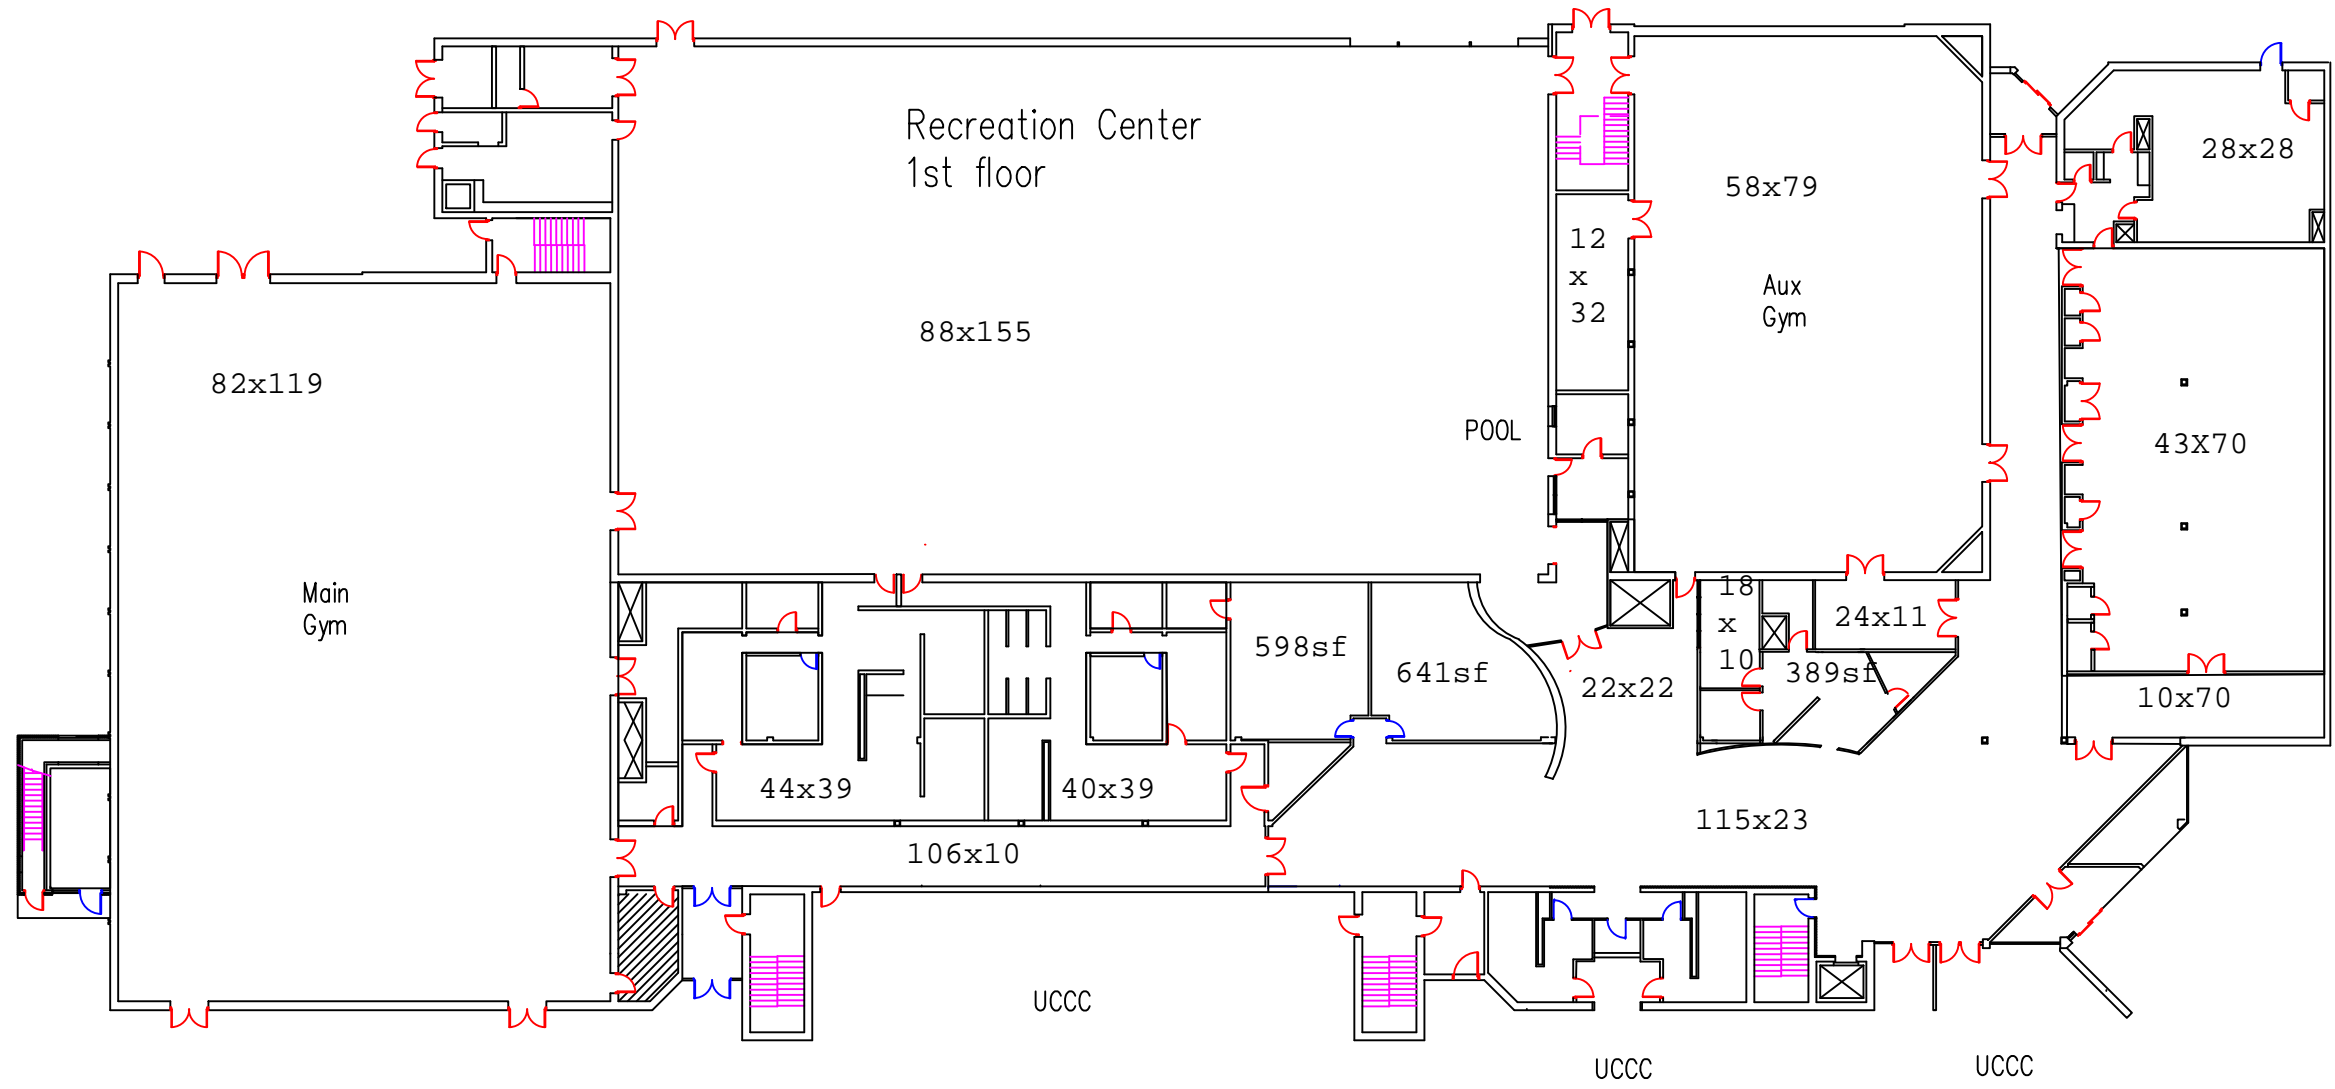 Recreation Center
1st floor
28x28
58x79
12
x
32
Aux
Gym
88x155
82x119
POOL
43X70
Main
Gym
18
x
10
24x11
598sf
641sf
22x22
389sf
10x70
44x39
40x39
115x23
106x10
UCCC
UCCC
UCCC